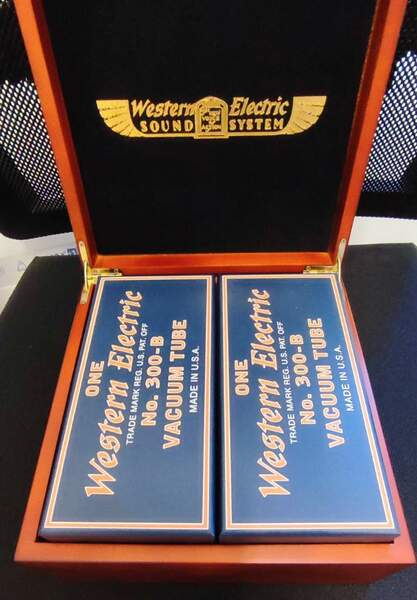 Western Electric
SOUND SYSTEM
ONE
Western Electric
TRADE MARK REG. U.S. PAT. OFF
No. 300-B
VACUUM TUBE
MADE IN U.S.A.
ONE
Western Electric
TRADE MARK REG. U.S. PAT. OFF
No. 300-B
VACUUM TUBE
MADE IN U.S.A.